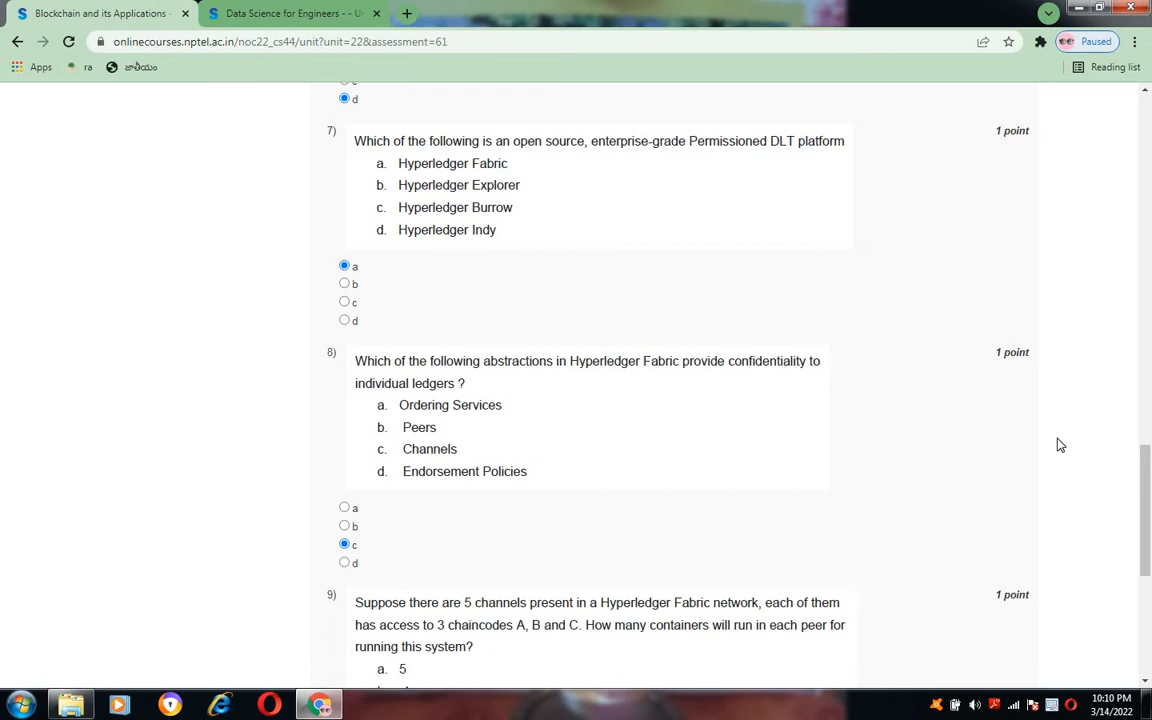 Blockchain and its Applications -
Data Science for Engineers - - U
onlinecourses.nptel.ac.in/noc22_cs44/unit?unit=22&assessment=61
Paused
Apps
ra
జాతీయం
Reading list
d
7)
1 point
Which of the following is an open source, enterprise-grade Permissioned DLT platform
a. Hyperledger Fabric
b. Hyperledger Explorer
c. Hyperledger Burrow
d. Hyperledger Indy
a
b
c
d
8)
1 point
Which of the following abstractions in Hyperledger Fabric provide confidentiality to
individual ledgers ?
a. Ordering Services
b. Peers
c. Channels
d. Endorsement Policies
a
b
c
d
9)
1 point
Suppose there are 5 channels present in a Hyperledger Fabric network, each of them
has access to 3 chaincodes A, B and C. How many containers will run in each peer for
running this system?
a. 5
10:10 PM
3/14/2022